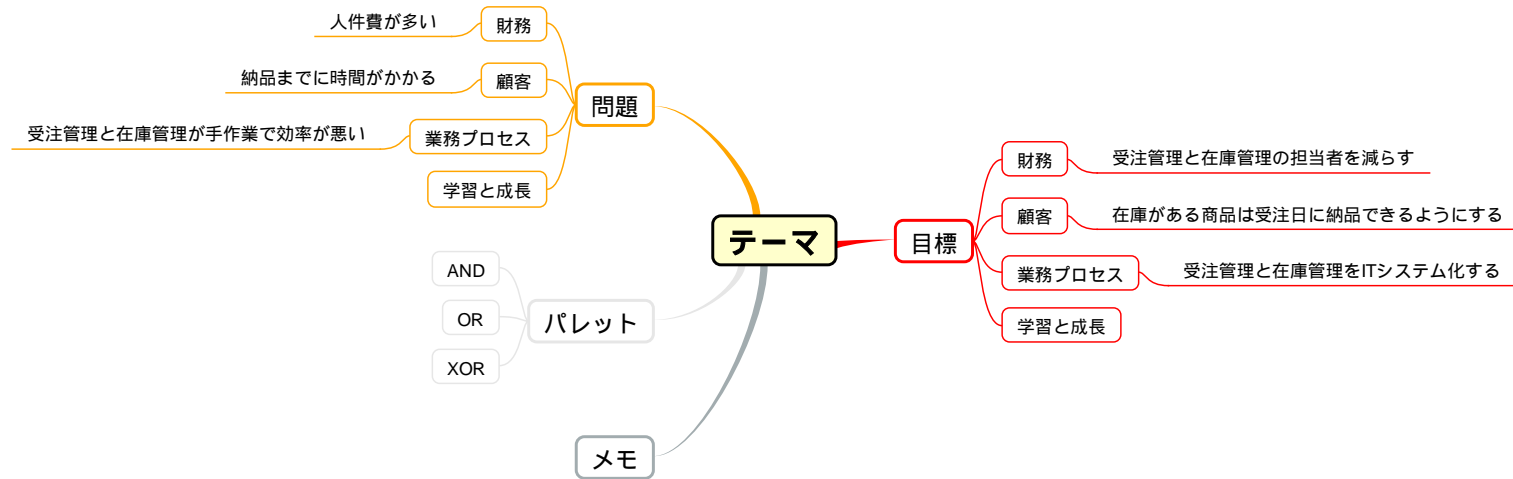 テーマ
問題
財務
人件費が多い
顧客
納品までに時間がかかる
業務プロセス
受注管理と在庫管理が手作業で効率が悪い
学習と成長
目標
財務
受注管理と在庫管理の担当者を減らす
顧客
在庫がある商品は受注日に納品できるようにする
業務プロセス
受注管理と在庫管理をITシステム化する
学習と成長
パレット
AND
OR
XOR
メモ